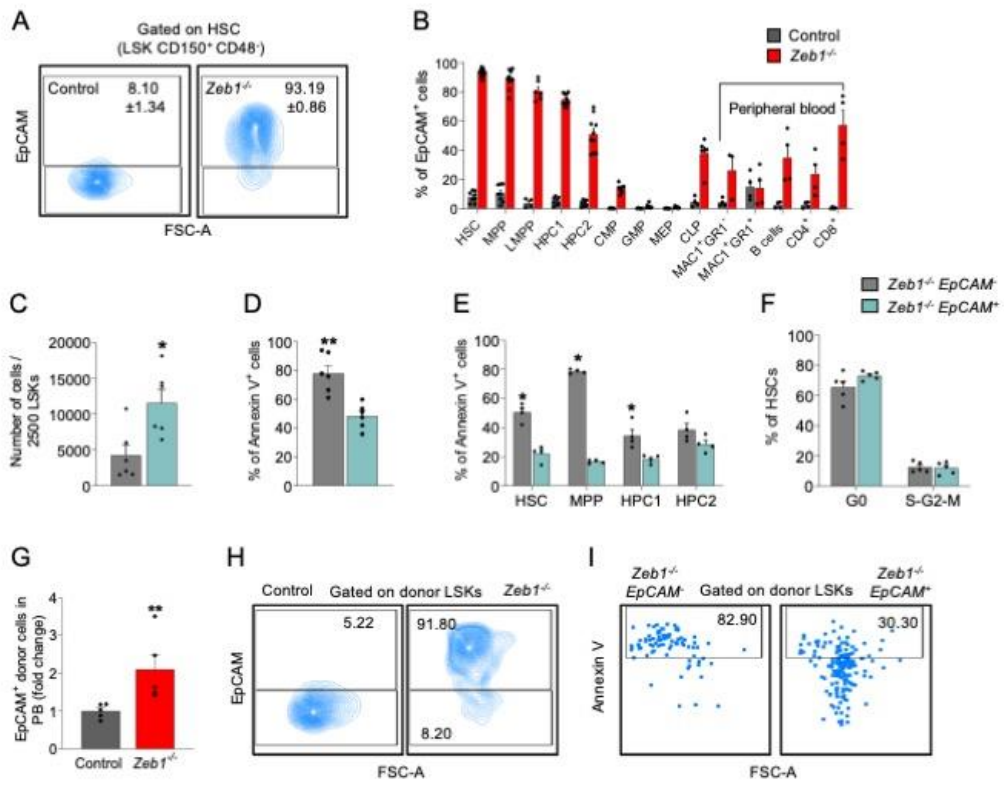 A
Gated on HSC
(LSK CD150⁺ CD48⁻)
Control
8.10
±1.34
Zeb1⁻/⁻
93.19
±0.86
EpCAM
FSC-A
B
Control
Zeb1⁻/⁻
Peripheral blood
% of EpCAM⁺ cells
100
80
60
40
20
0
HSC
MPP
LMPP
HPC1
HPC2
CMP
GMP
MEP
CLP
MAC1⁺GR1⁻
MAC1⁺GR1⁺
B cells
CD4⁺
CD8⁺
Zeb1⁻/⁻ EpCAM⁻
Zeb1⁻/⁻ EpCAM⁺
C
Number of cells /
2500 LSKs
20000
15000
10000
5000
0
*
D
% of Annexin V⁺ cells
100
80
60
40
20
0
**
E
% of Annexin V⁺ cells
100
80
60
40
20
0
*
*
*
HSC
MPP
HPC1
HPC2
F
% of HSCs
100
80
60
40
20
0
G0
S-G2-M
G
EpCAM⁺ donor cells in
PB (fold change)
4
3
2
1
0
**
Control
Zeb1⁻/⁻
H
Control
Gated on donor LSKs
Zeb1⁻/⁻
5.22
91.80
8.20
EpCAM
FSC-A
I
Zeb1⁻/⁻
EpCAM⁻
Gated on donor LSKs
Zeb1⁻/⁻
EpCAM⁺
82.90
30.30
Annexin V
FSC-A